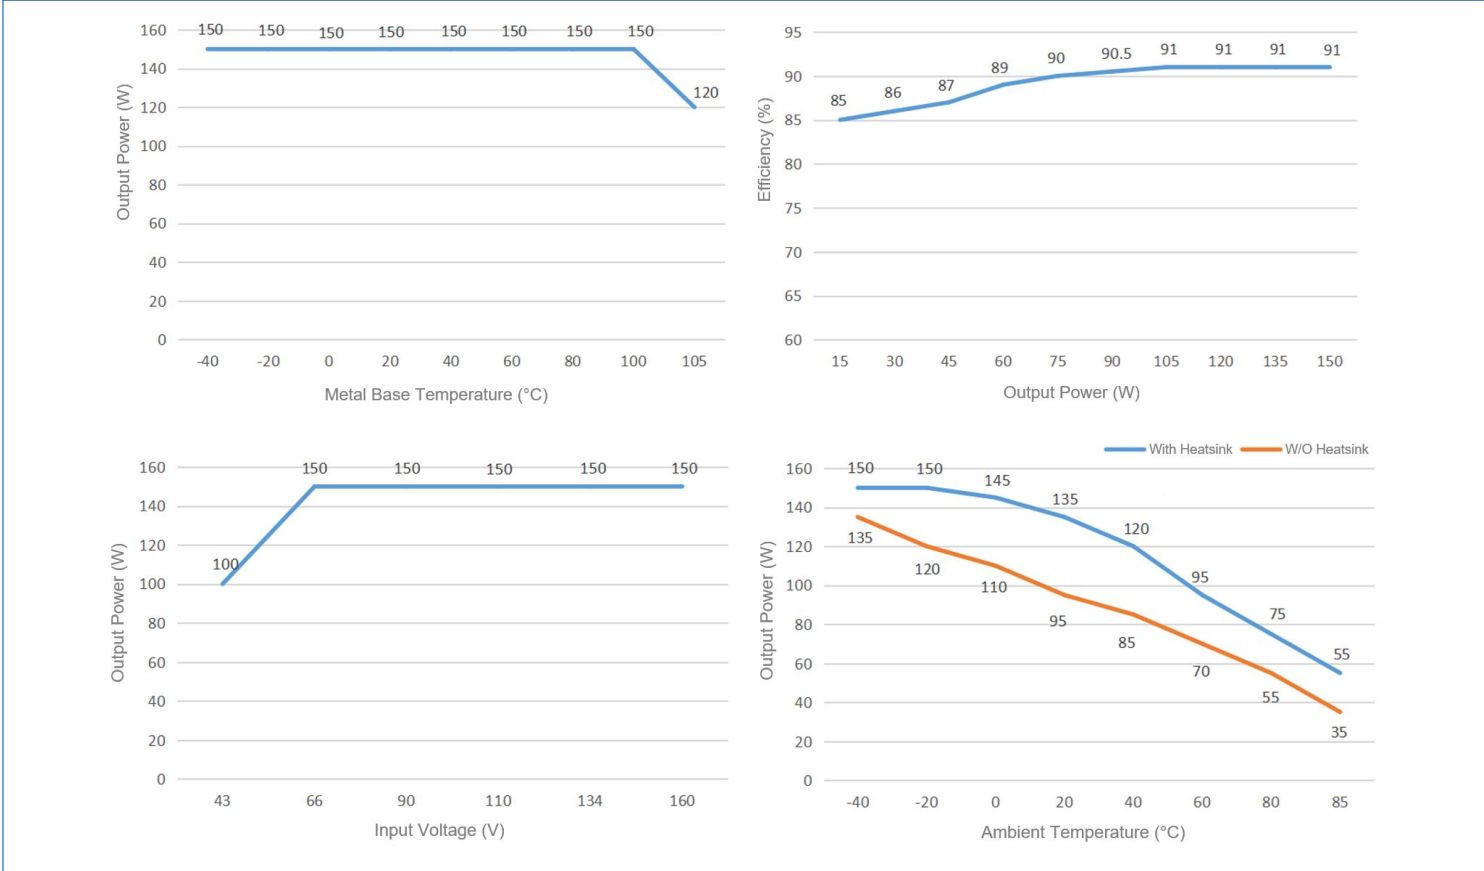 160
150 150 150 150 150 150 150 150
140
120
120
100
80
60
40
20
0
-40 -20 0 20 40 60 80 100 105
Output Power (W)
Metal Base Temperature (°C)
95
91 91 91 91
90.5
90
89
90
87
86
85
85
80
75
70
65
60
15 30 45 60 75 90 105 120 135 150
Efficiency (%)
Output Power (W)
160
150 150 150 150 150
140
120
100
100
80
60
40
20
0
43 66 90 110 134 160
Output Power (W)
Input Voltage (V)
With Heatsink W/O Heatsink
160
150 150 145 135 120 95 75 55
140
135 120 110 95 85 70 55 35
120
100
80
60
40
20
0
-40 -20 0 20 40 60 80 85
Output Power (W)
Ambient Temperature (°C)